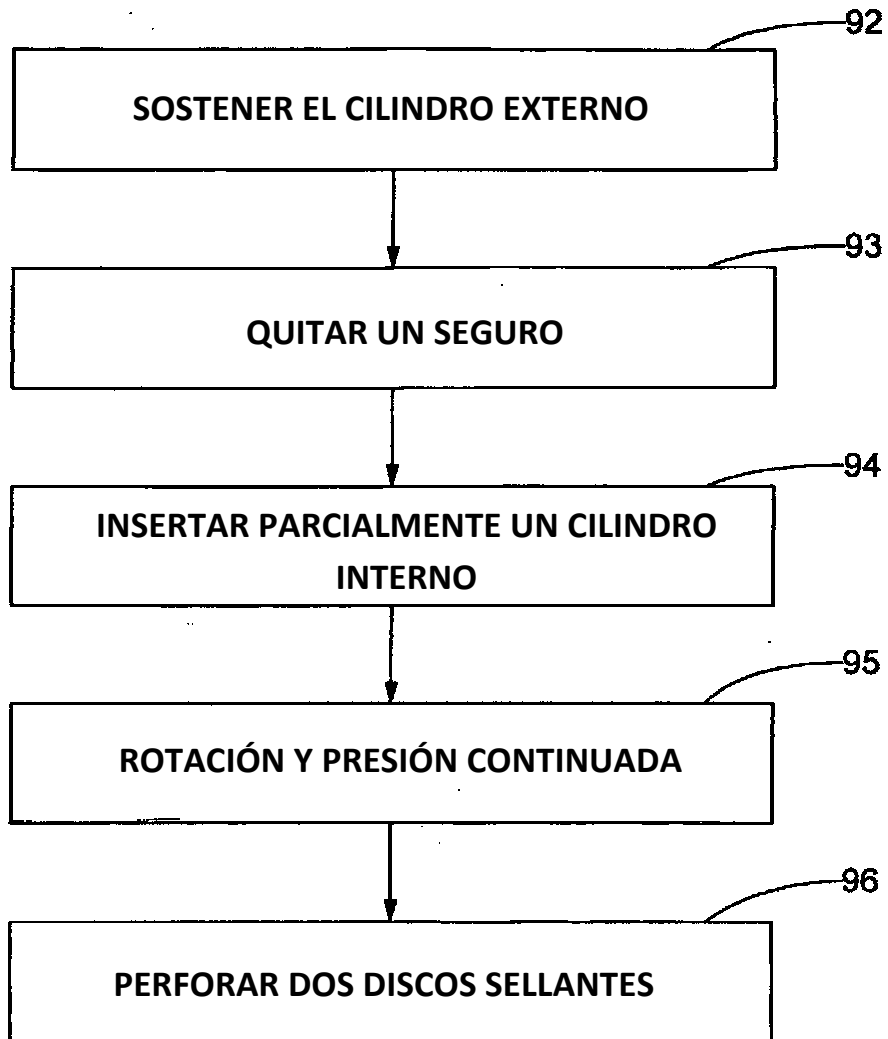 92
SOSTENER EL CILINDRO EXTERNO
93
QUITAR UN SEGURO
94
INSERTAR PARCIALMENTE UN CILINDRO
INTERNO
95
ROTACIÓN Y PRESIÓN CONTINUADA
96
PERFORAR DOS DISCOS SELLANTES